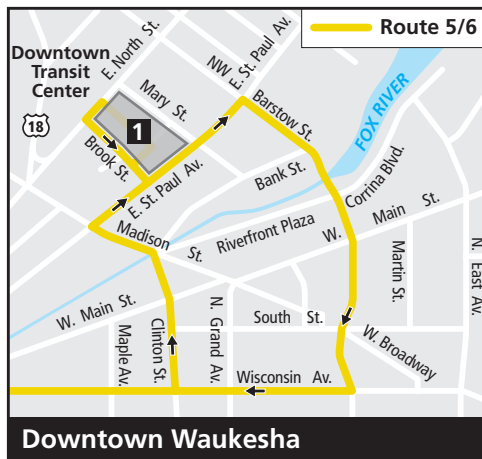 Route 5/6
Downtown
Transit
Center
18
E. North St.
NW
E. St. Paul Av.
Mary St.
Barstow St.
FOX RIVER
1
Brook St.
E. St. Paul Av.
Bank St.
Corrina Blvd.
Madison St.
Riverfront Plaza
W. Main St.
Martin St.
N. East Av.
W. Main St.
Maple Av.
Clinton St.
N. Grand Av.
South St.
W. Broadway
Wisconsin Av.
Downtown Waukesha